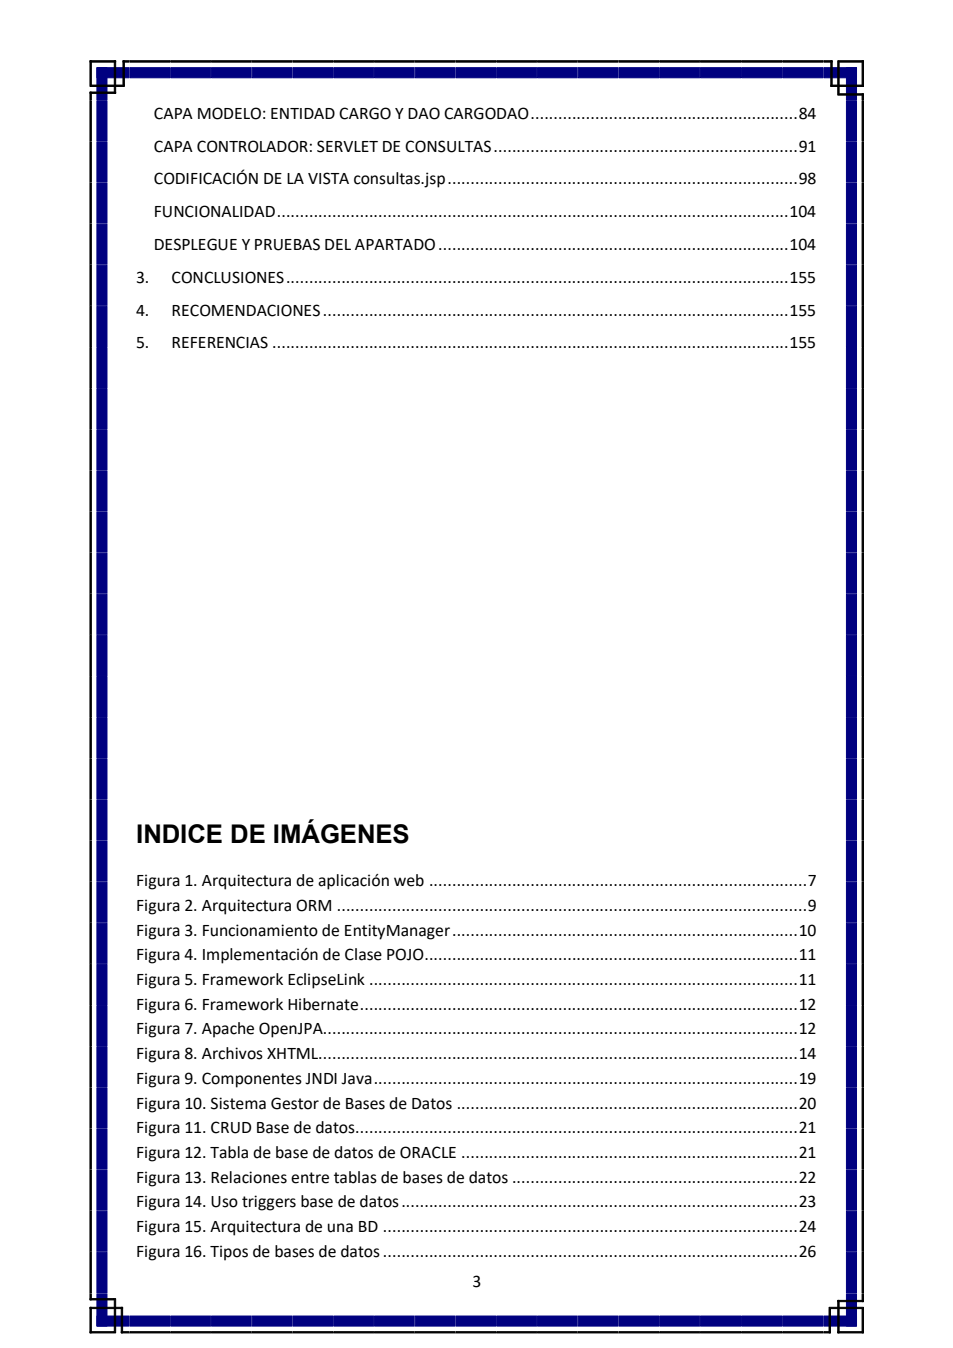 CAPA MODELO: ENTIDAD CARGO Y DAO CARGODAO...........................................................84
CAPA CONTROLADOR: SERVLET DE CONSULTAS...................................................................91
CODIFICACIÓN DE LA VISTA consultas.jsp.............................................................................98
FUNCIONALIDAD................................................................................................................104
DESPLEGUE Y PRUEBAS DEL APARTADO............................................................................104
3. CONCLUSIONES.............................................................................................................155
4. RECOMENDACIONES.....................................................................................................155
5. REFERENCIAS................................................................................................................155
INDICE DE IMÁGENES
Figura 1. Arquitectura de aplicación web..................................................................................7
Figura 2. Arquitectura ORM......................................................................................................9
Figura 3. Funcionamiento de EntityManager...........................................................................10
Figura 4. Implementación de Clase POJO.................................................................................11
Figura 5. Framework EclipseLink.............................................................................................11
Figura 6. Framework Hibernate...............................................................................................12
Figura 7. Apache OpenJPA.......................................................................................................12
Figura 8. Archivos XHTML........................................................................................................14
Figura 9. Componentes JNDI Java............................................................................................19
Figura 10. Sistema Gestor de Bases de Datos..........................................................................20
Figura 11. CRUD Base de datos................................................................................................21
Figura 12. Tabla de base de datos de ORACLE.........................................................................21
Figura 13. Relaciones entre tablas de bases de datos..............................................................22
Figura 14. Uso triggers base de datos......................................................................................23
Figura 15. Arquitectura de una BD..........................................................................................24
Figura 16. Tipos de bases de datos..........................................................................................26
3